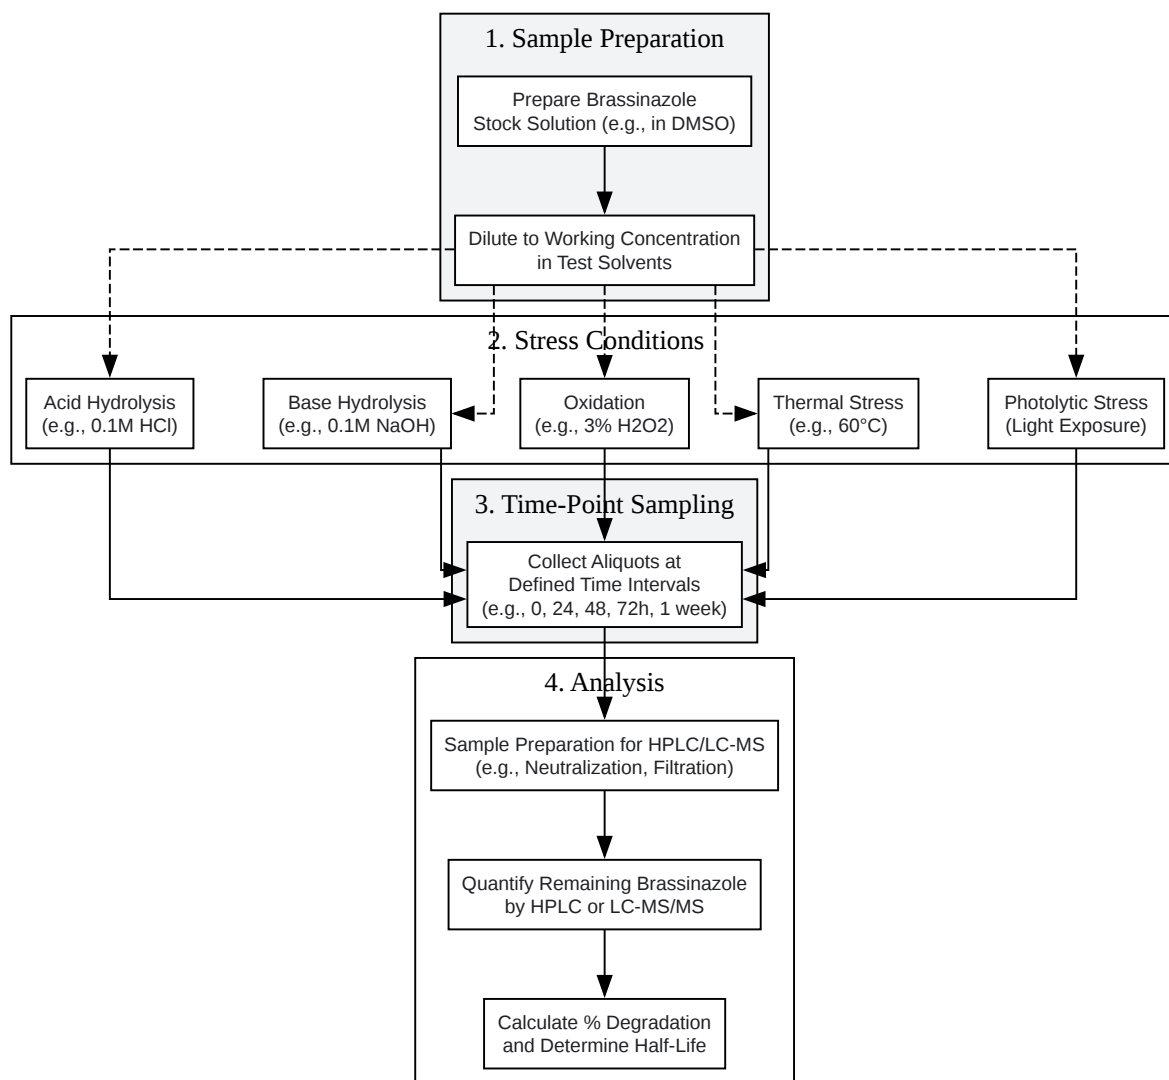 1. Sample Preparation
Prepare Brassinazole
Stock Solution (e.g., in DMSO)
Dilute to Working Concentration
in Test Solvents
2. Stress Conditions
Acid Hydrolysis
(e.g., 0.1M HCl)
Base Hydrolysis
(e.g., 0.1M NaOH)
Oxidation
(e.g., 3% H2O2)
Thermal Stress
(e.g., 60°C)
Photolytic Stress
(Light Exposure)
3. Time-Point Sampling
Collect Aliquots at
Defined Time Intervals
(e.g., 0, 24, 48, 72h, 1 week)
4. Analysis
Sample Preparation for HPLC/LC-MS
(e.g., Neutralization, Filtration)
Quantify Remaining Brassinazole
by HPLC or LC-MS/MS
Calculate % Degradation
and Determine Half-Life